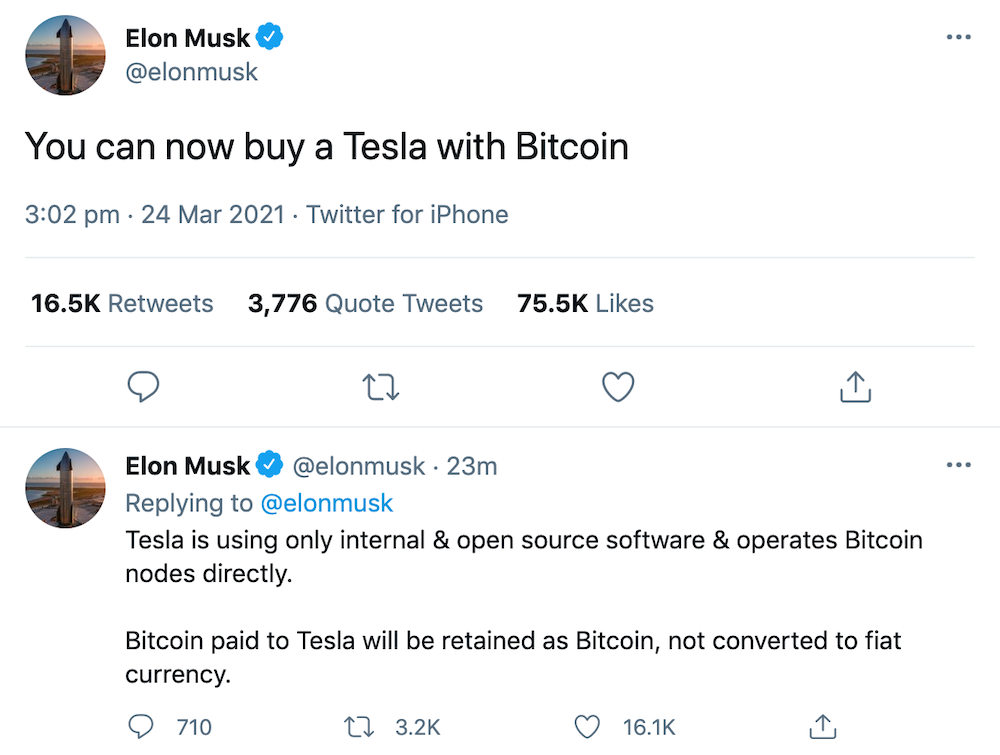 Elon Musk
@elonmusk
You can now buy a Tesla with Bitcoin
3:02 pm · 24 Mar 2021 · Twitter for iPhone
16.5K Retweets 3,776 Quote Tweets 75.5K Likes
Elon Musk @elonmusk · 23m
Replying to @elonmusk
Tesla is using only internal & open source software & operates Bitcoin
nodes directly.
Bitcoin paid to Tesla will be retained as Bitcoin, not converted to fiat
currency.
710 3.2K 16.1K